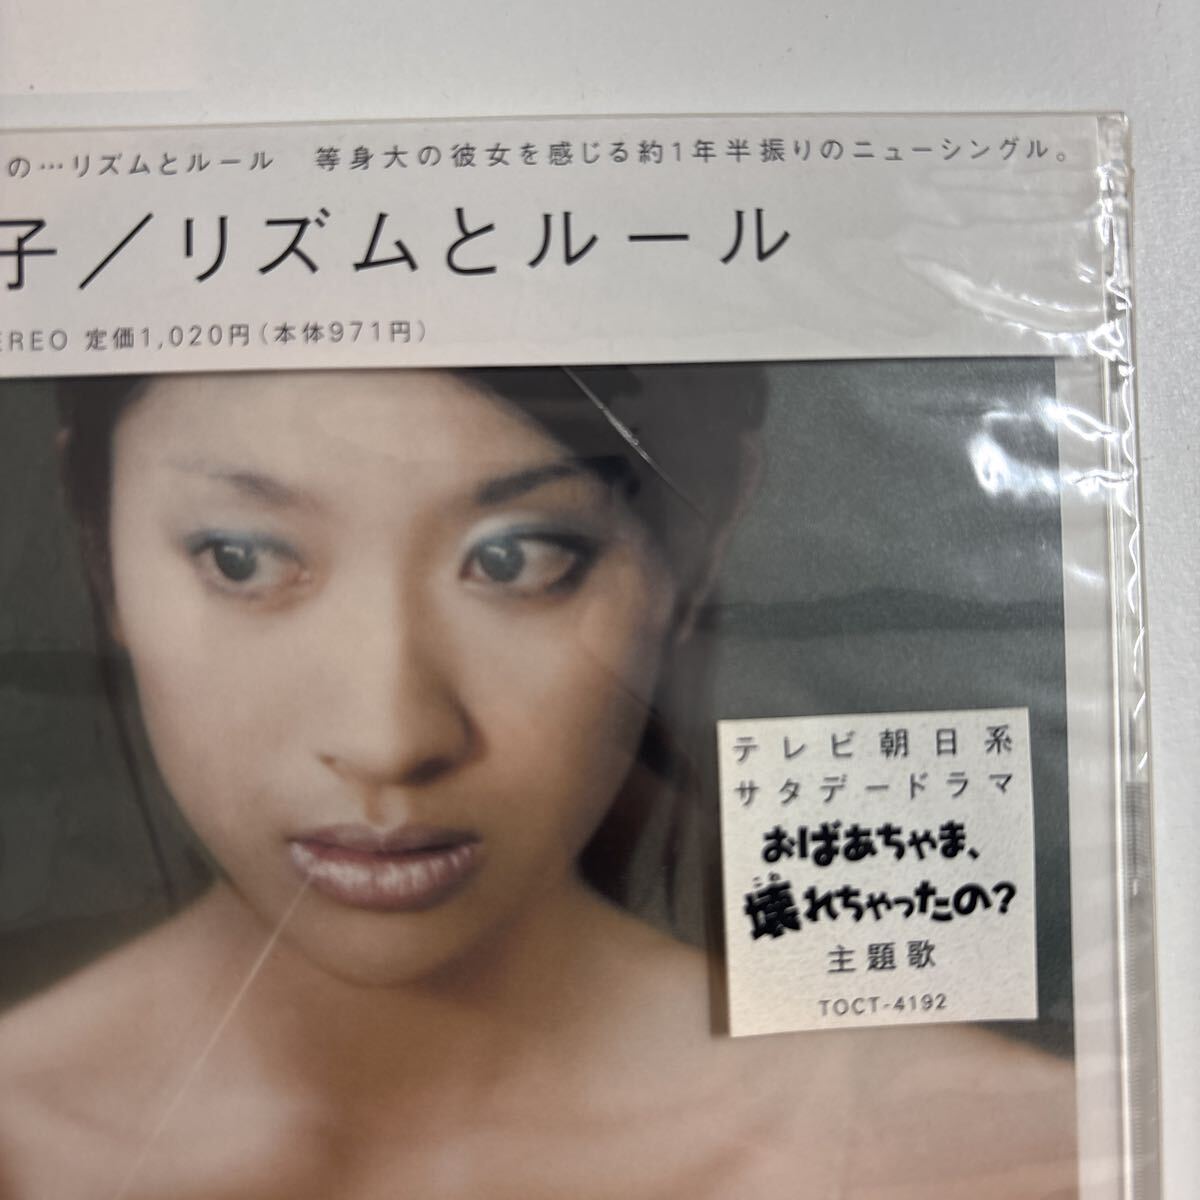 の…リズムとルール　等身大の彼女を感じる約1年半振りのニューシングル。
子／リズムとルール
EREO 定価1,020円(本体971円)
テレビ朝日系
サタデードラマ
おばあちゃま、
こわ
壊れちゃったの?
主題歌
TOCT-4192